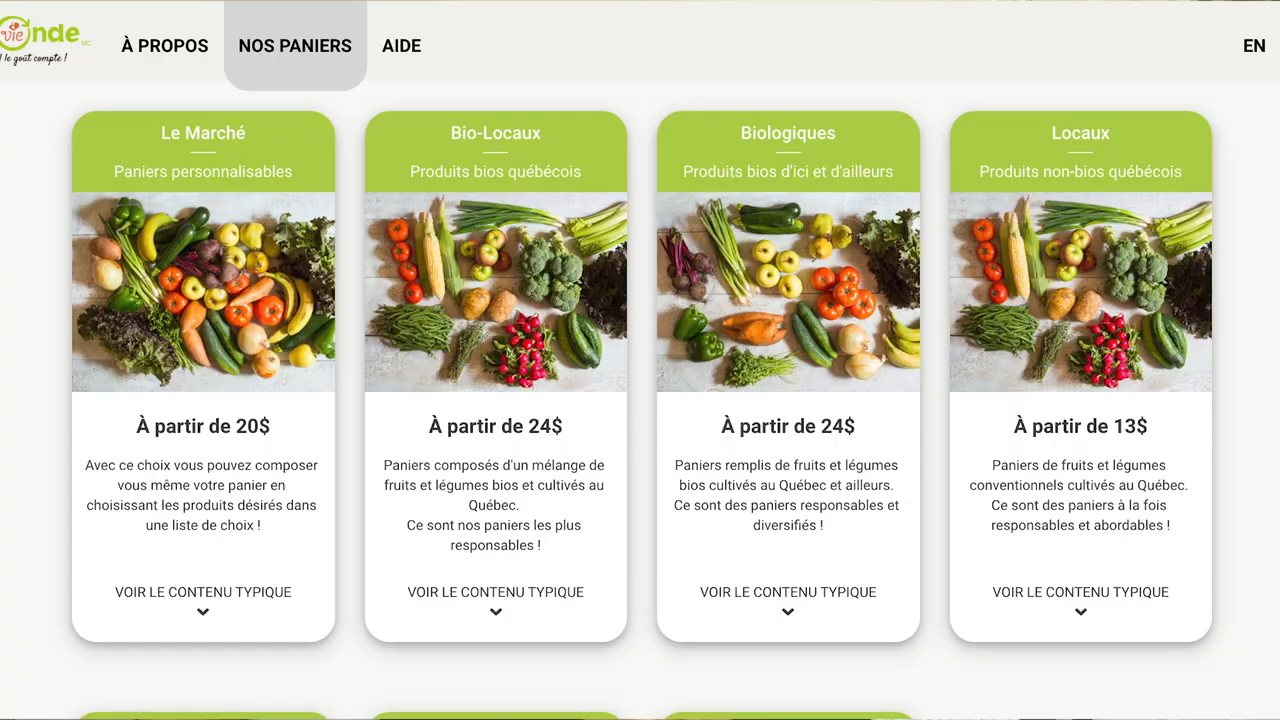 vie
nde
MC
le goût compte !
À PROPOS
NOS PANIERS
AIDE
EN
Le Marché
Paniers personnalisables
À partir de 20$
Avec ce choix vous pouvez composer
vous même votre panier en
choisissant les produits désirés dans
une liste de choix !
VOIR LE CONTENU TYPIQUE
Bio-Locaux
Produits bios québécois
À partir de 24$
Paniers composés d'un mélange de
fruits et légumes bios et cultivés au
Québec.
Ce sont nos paniers les plus
responsables !
VOIR LE CONTENU TYPIQUE
Biologiques
Produits bios d'ici et d'ailleurs
À partir de 24$
Paniers remplis de fruits et légumes
bios cultivés au Québec et ailleurs.
Ce sont des paniers responsables et
diversifiés !
VOIR LE CONTENU TYPIQUE
Locaux
Produits non-bios québécois
À partir de 13$
Paniers de fruits et légumes
conventionnels cultivés au Québec.
Ce sont des paniers à la fois
responsables et abordables !
VOIR LE CONTENU TYPIQUE